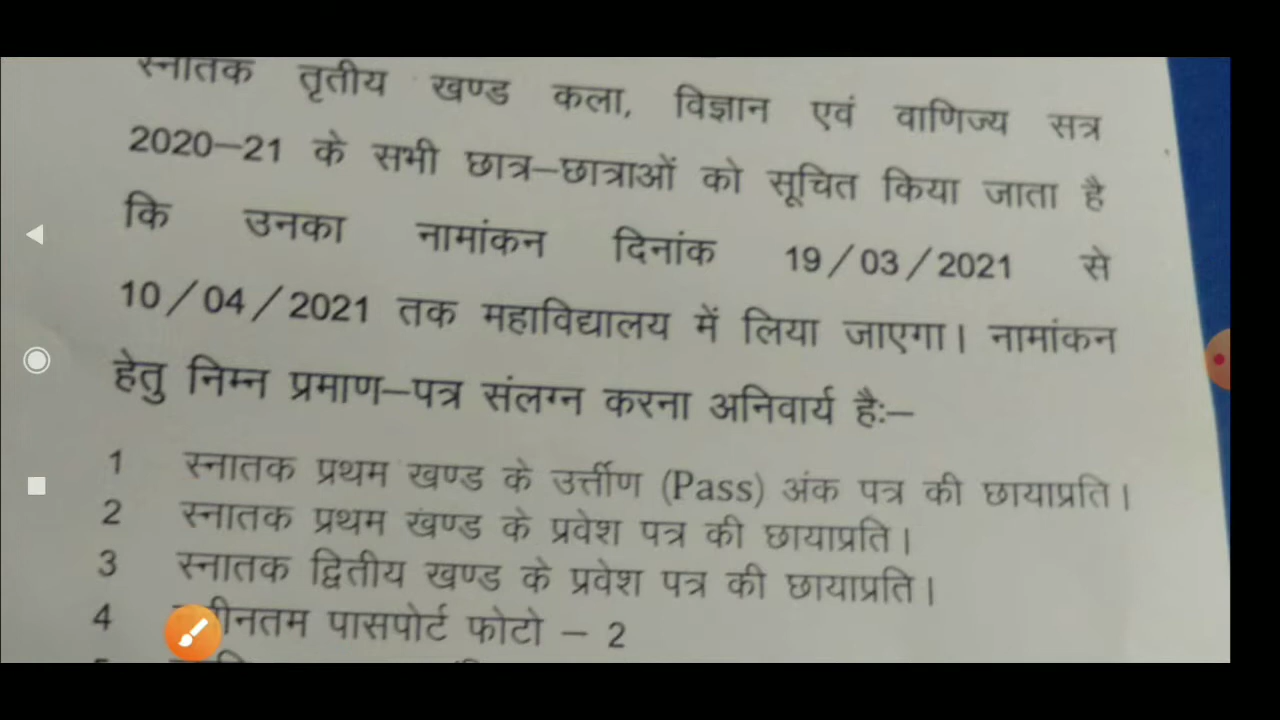 स्नातक तृतीय खण्ड कला, विज्ञान एवं वाणिज्य सत्र
2020–21 के सभी छात्र–छात्राओं को सूचित किया जाता है
कि उनका नामांकन दिनांक 19/03/2021 से
10/04/2021 तक महाविद्यालय में लिया जाएगा। नामांकन
हेतु निम्न प्रमाण–पत्र संलग्न करना अनिवार्य है:–
1 स्नातक प्रथम खण्ड के उर्त्तीण (Pass) अंक पत्र की छायाप्रति।
2 स्नातक प्रथम खण्ड के प्रवेश पत्र की छायाप्रति।
3 स्नातक द्वितीय खण्ड के प्रवेश पत्र की छायाप्रति।
4 पासपोर्ट फोटो – 2